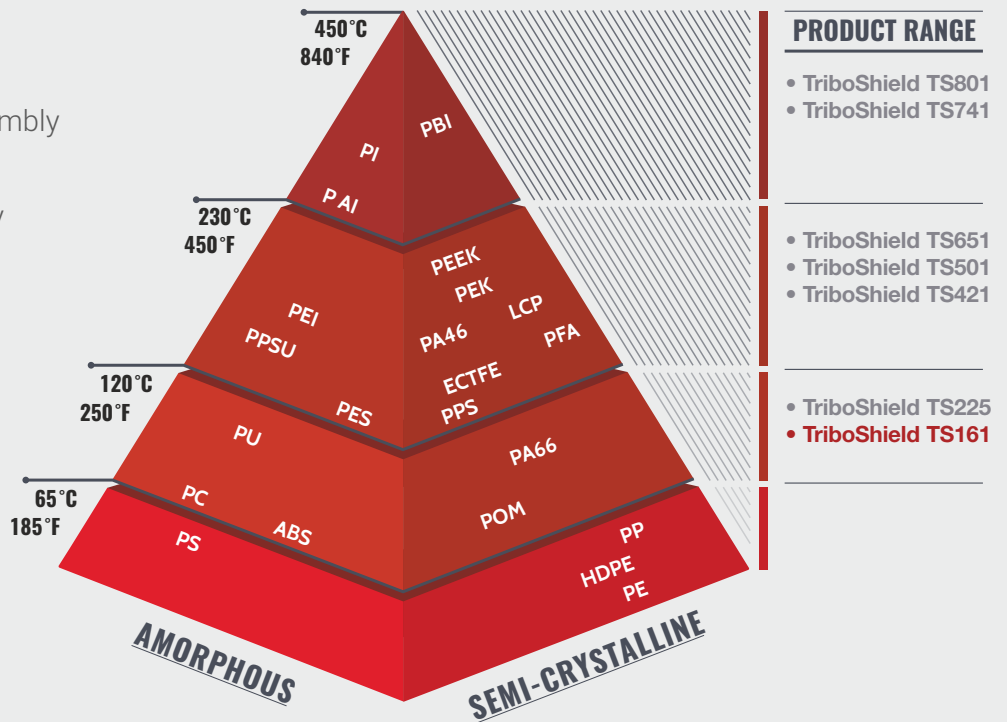 450°C
840°F
PRODUCT RANGE
• TriboShield TS801
• TriboShield TS741
mbly
PBI
PI
P AI
230°C
450°F
• TriboShield TS651
• TriboShield TS501
• TriboShield TS421
PEEK
PEK
LCP
PEI
PPSU
PA46
PFA
ECTFE
PES
PPS
120°C
250°F
• TriboShield TS225
• TriboShield TS161
PU
PA66
PC
ABS
POM
65°C
185°F
PS
PP
HDPE
PE
AMORPHOUS
SEMI-CRYSTALLINE